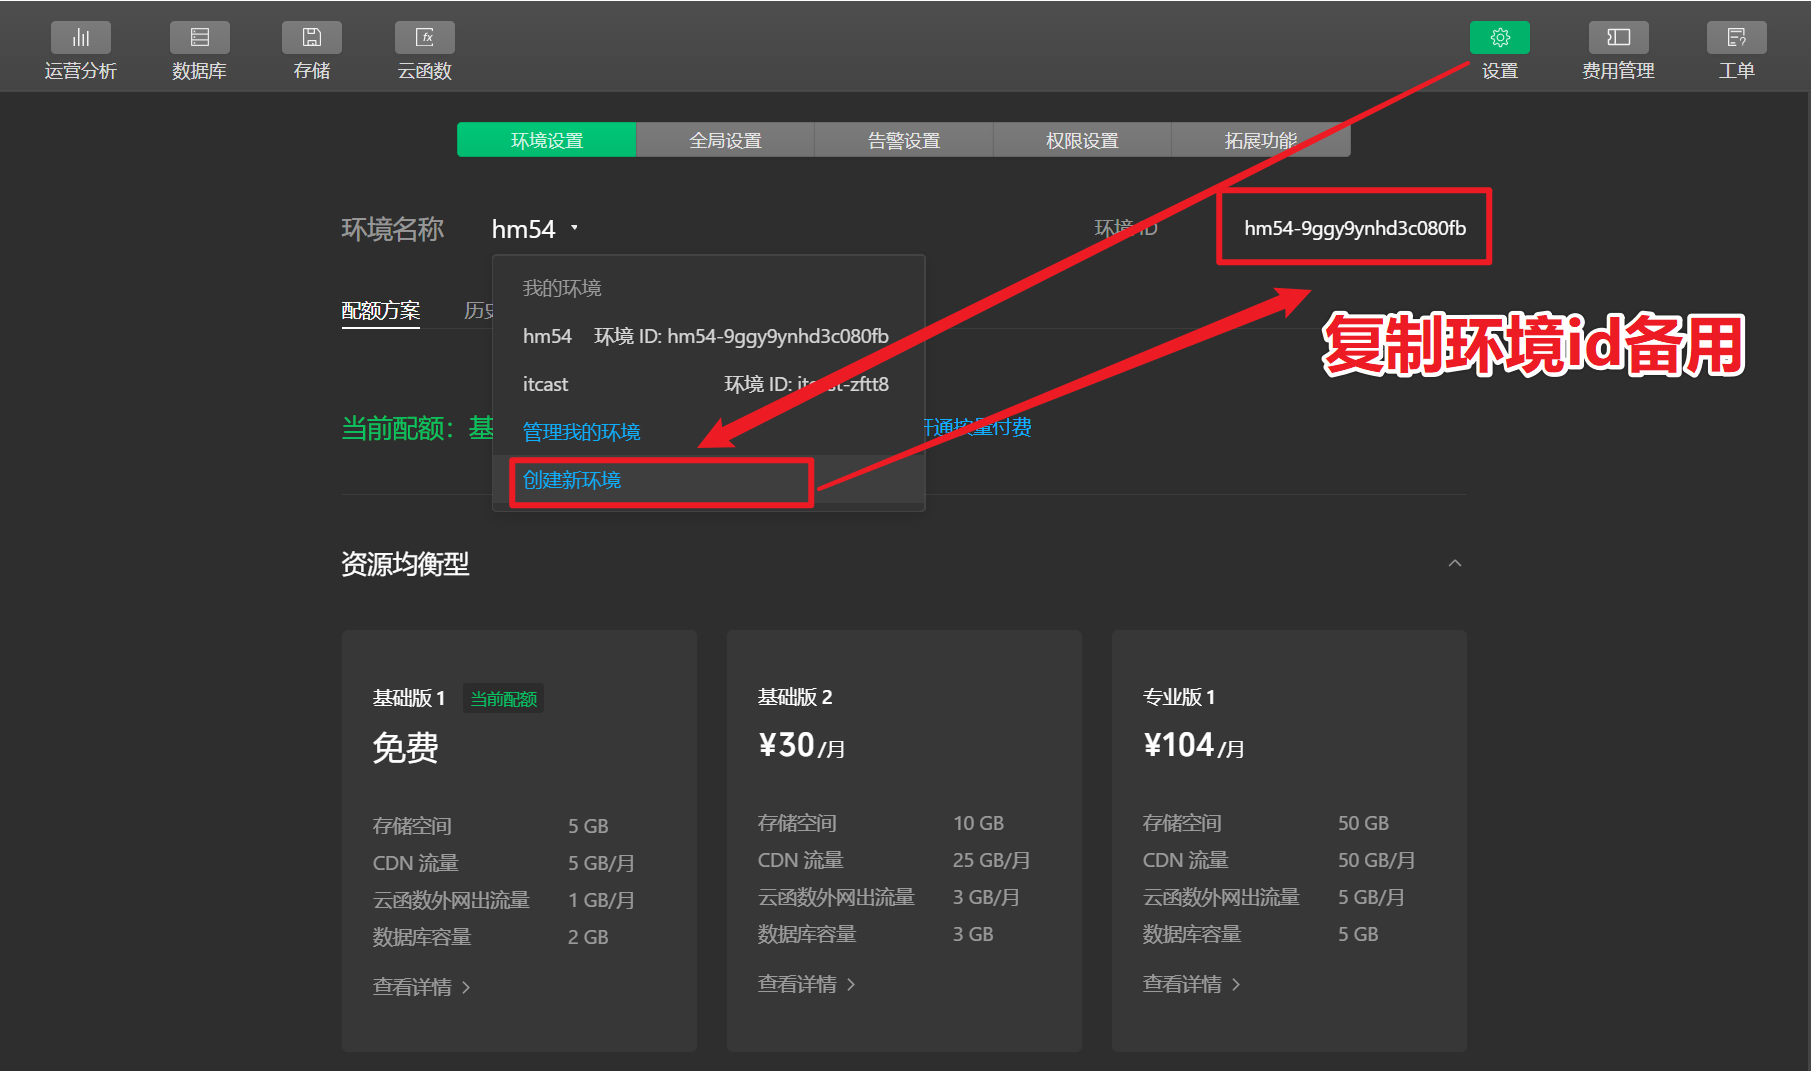 运营分析 数据库 存储 云函数 设置 费用管理 工单
环境设置 全局设置 告警设置 权限设置 拓展功能
环境名称 hm54 环境 ID hm54-9ggy9ynhd3c080fb
我的环境
配额方案 历史
hm54 环境 ID: hm54-9ggy9ynhd3c080fb
复制环境id备用
itcast 环境 ID: itcast-zftt8
当前配额：基 管理我的环境 开通按量付费
创建新环境
资源均衡型
基础版 1 当前配额
免费
存储空间 5 GB
CDN 流量 5 GB/月
云函数外网出流量 1 GB/月
数据库容量 2 GB
查看详情
基础版 2
¥30/月
存储空间 10 GB
CDN 流量 25 GB/月
云函数外网出流量 3 GB/月
数据库容量 3 GB
查看详情
专业版 1
¥104/月
存储空间 50 GB
CDN 流量 50 GB/月
云函数外网出流量 5 GB/月
数据库容量 5 GB
查看详情